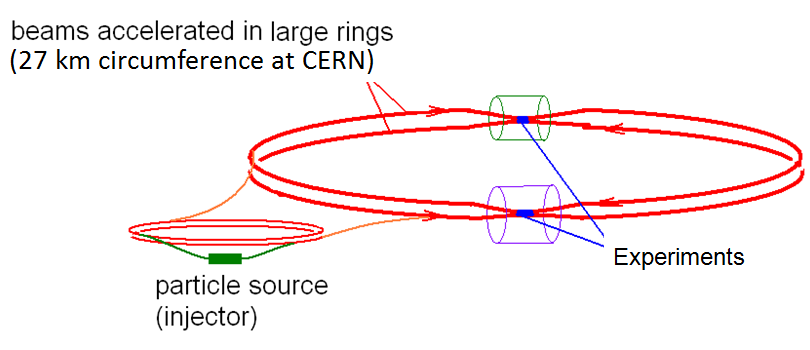 beams accelerated in large rings
(27 km circumference at CERN)
Experiments
particle source
(injector)